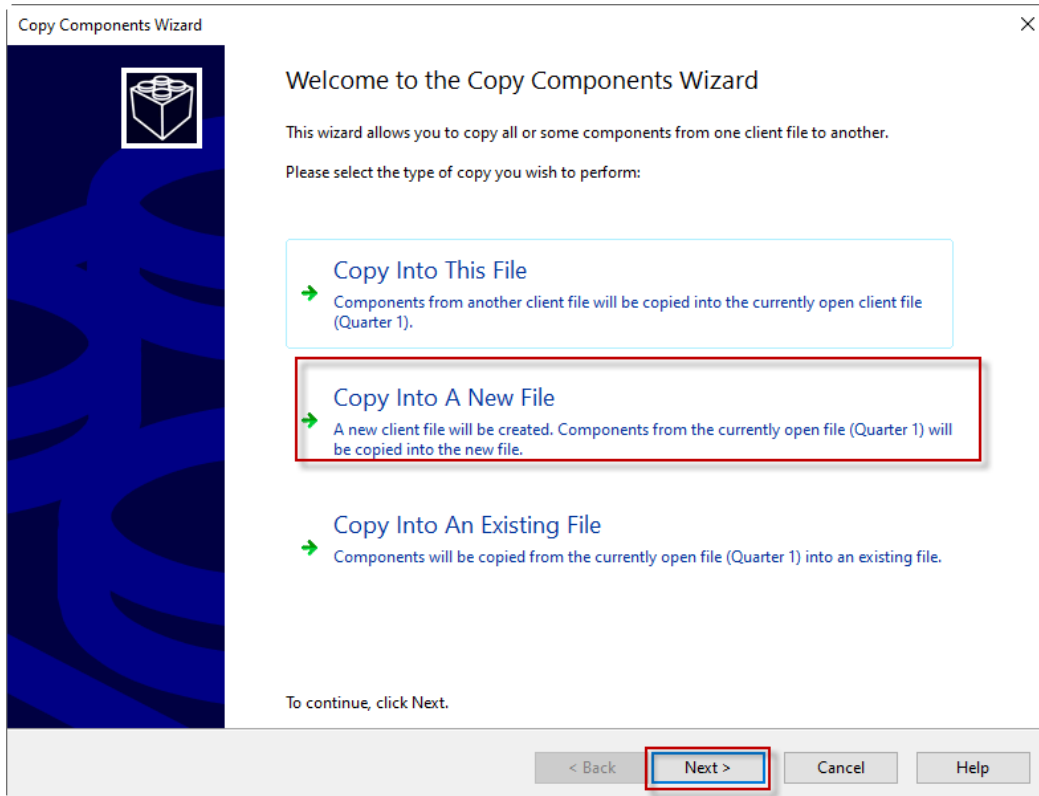 Copy Components Wizard
Welcome to the Copy Components Wizard
This wizard allows you to copy all or some components from one client file to another.
Please select the type of copy you wish to perform:
Copy Into This File
Components from another client file will be copied into the currently open client file
(Quarter 1).
Copy Into A New File
A new client file will be created. Components from the currently open file (Quarter 1) will
be copied into the new file.
Copy Into An Existing File
Components will be copied from the currently open file (Quarter 1) into an existing file.
To continue, click Next.
< Back
Next >
Cancel
Help